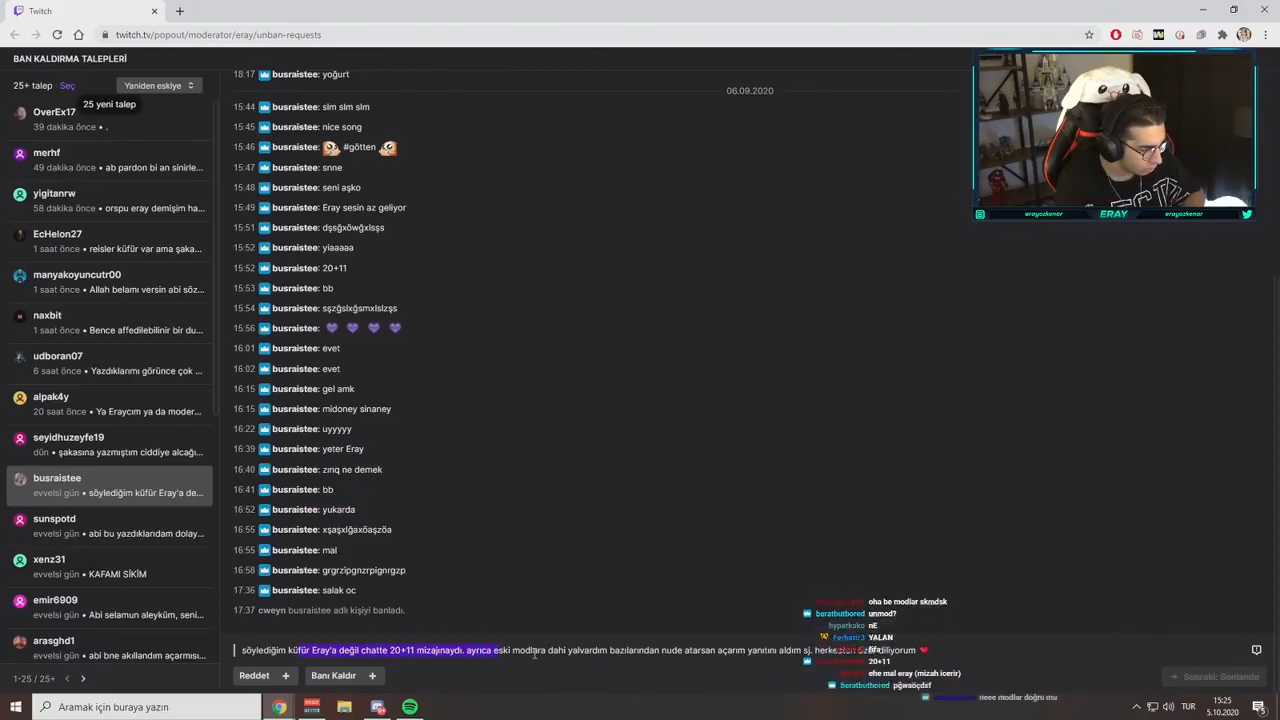 Twitch
twitch.tv/popout/moderator/eray/unban-requests
BAN KALDIRMA TALEPLERİ
25+ talep Seç Yeniden eskiye
25 yeni talep
OverEx17
39 dakika önce • .
merhf
49 dakika önce • ab pardon bi an sinirle...
yigitanrw
58 dakika önce • orspu eray demişim ha...
EcHelon27
1 saat önce • reisler küfür var ama şaka...
manyakoyuncutr00
1 saat önce • Allah belamı versin abi söz...
naxbit
1 saat önce • Bence affedilebilinir bir du...
udboran07
6 saat önce • Yazdıklarımı görünce çok ...
alpak4y
20 saat önce • Ya Eraycım ya da moder...
seyidhuzeyfe19
dün • şakasına yazmıştım ciddiye alcağı...
busraistee
evvelsi gün • söylediğim küfür Eray'a de...
sunspotd
evvelsi gün • abi bu yazdıklarımdan dolay...
xenz31
evvelsi gün • KAFAMI SİKİM
emir6909
evvelsi gün • Abi selmun aleyküm, seni...
arasghd1
evvelsi gün • abi bne anlıkalrını açarmısı...
1-25 / 25+
18:17 busraistee: yoğurt
06.09.2020
15:44 busraistee: slm slm slm
15:45 busraistee: nice song
15:46 busraistee: #götten
15:47 busraistee: snne
15:48 busraistee: seni aşko
15:49 busraistee: Eray sesin az geliyor
15:51 busraistee: dşsğxöwğxlsşs
15:52 busraistee: yiaaaaa
15:52 busraistee: 20+11
15:53 busraistee: bb
15:54 busraistee: sşzğslxğsmxlslzşs
15:56 busraistee: 💜 💜 💜 💜
16:01 busraistee: evet
16:02 busraistee: evet
16:15 busraistee: gel amk
16:15 busraistee: midoney sinaney
16:22 busraistee: uyyyyy
16:39 busraistee: yeter Eray
16:40 busraistee: zınq ne demek
16:41 busraistee: bb
16:52 busraistee: yukarda
16:55 busraistee: xşaşxlğaxöaşzöa
16:55 busraistee: mal
16:58 busraistee: grgrzipgnzrpignrgzp
17:36 busraistee: salak oc
17:37 cweyn busraistee adlı kişiyi banladı.
söylediğim küfür Eray'a değil chatte 20+11 mizajınaydı. ayrıca eski modlara dahi yalvardım bazılarından nude atarsan açarım yanıtını aldım sj. herkesten özür diliyorum ❤
Reddet + Banı Kaldır +
Sonraki: Sonlandır
erayozkenar ERAY erayozkenar
oha be modlar skmdsk
beratbutbored unmod?
hyperkako nE
Ferhatir3 YALAN
fifa
20+11
ehe mal eray (mizah icerir)
beratbutbored pğwaöçdsf
neee modlar doğru mu
Aramak için buraya yazın
TUR
15:25
5.10.2020